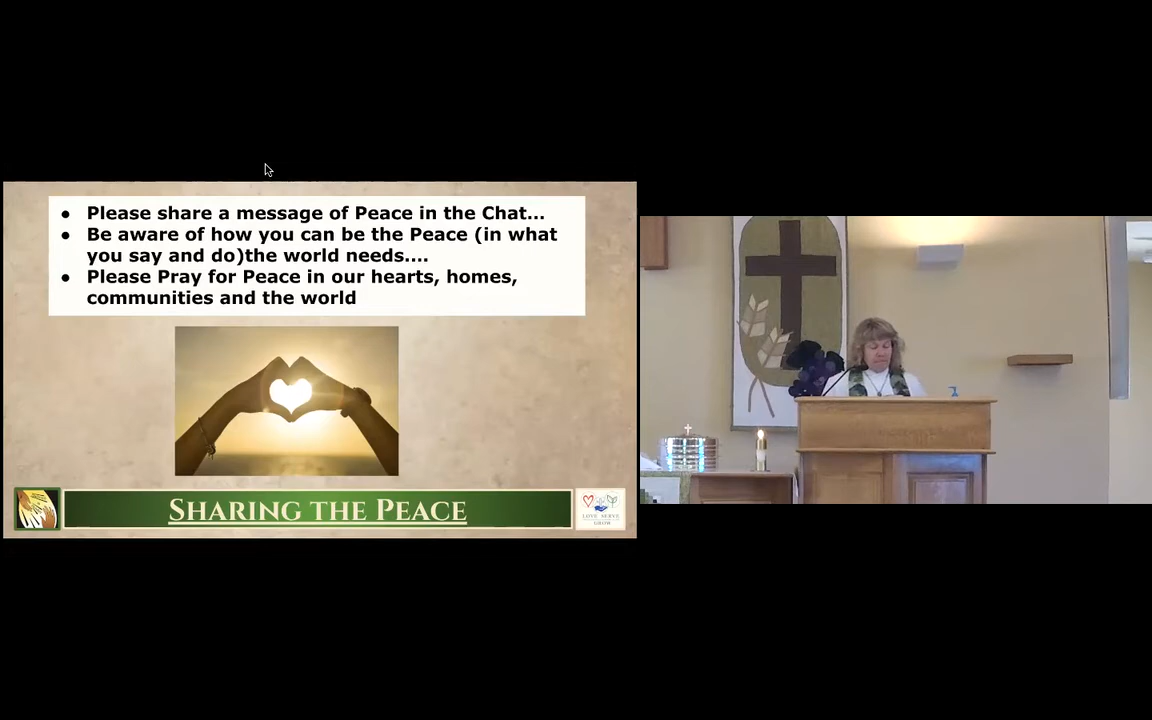 ● Please share a message of Peace in the Chat...
● Be aware of how you can be the Peace (in what
you say and do)the world needs....
● Please Pray for Peace in our hearts, homes,
communities and the world
SHARING THE PEACE
LOVE SERVE